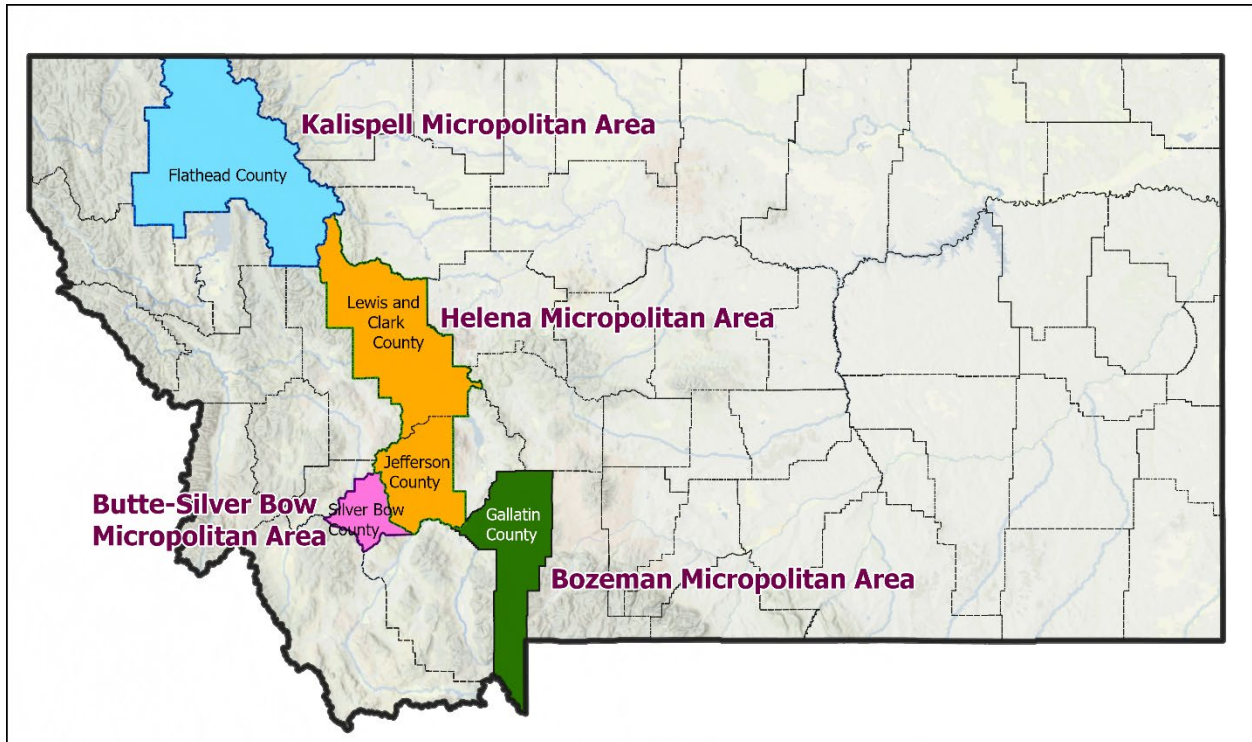 Kalispell Micropolitan Area
Flathead County
Lewis and
Clark
County
Helena Micropolitan Area
Jefferson
County
Butte-Silver Bow
Micropolitan Area
Silver Bow
County
Gallatin
County
Bozeman Micropolitan Area